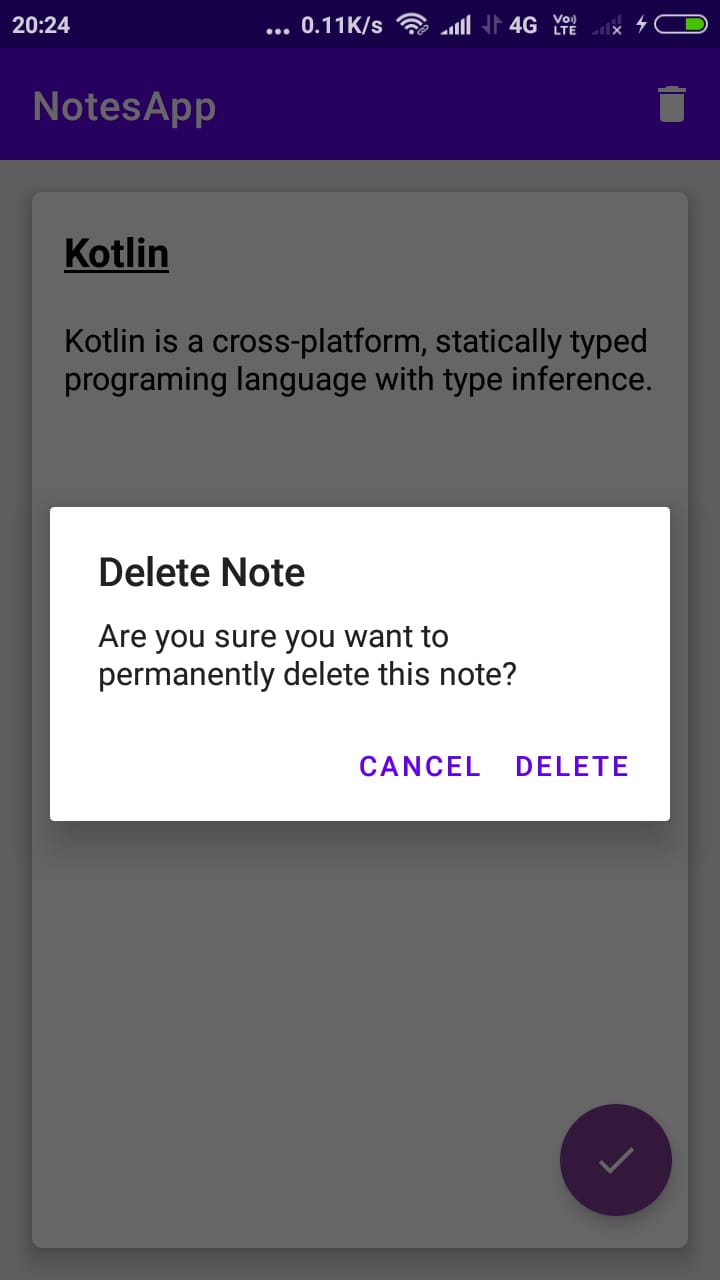 20:24 ... 0.11K/s 4G Vo)) LTE
NotesApp
Kotlin
Kotlin is a cross-platform, statically typed
programing language with type inference.
Delete Note
Are you sure you want to
permanently delete this note?
CANCEL DELETE